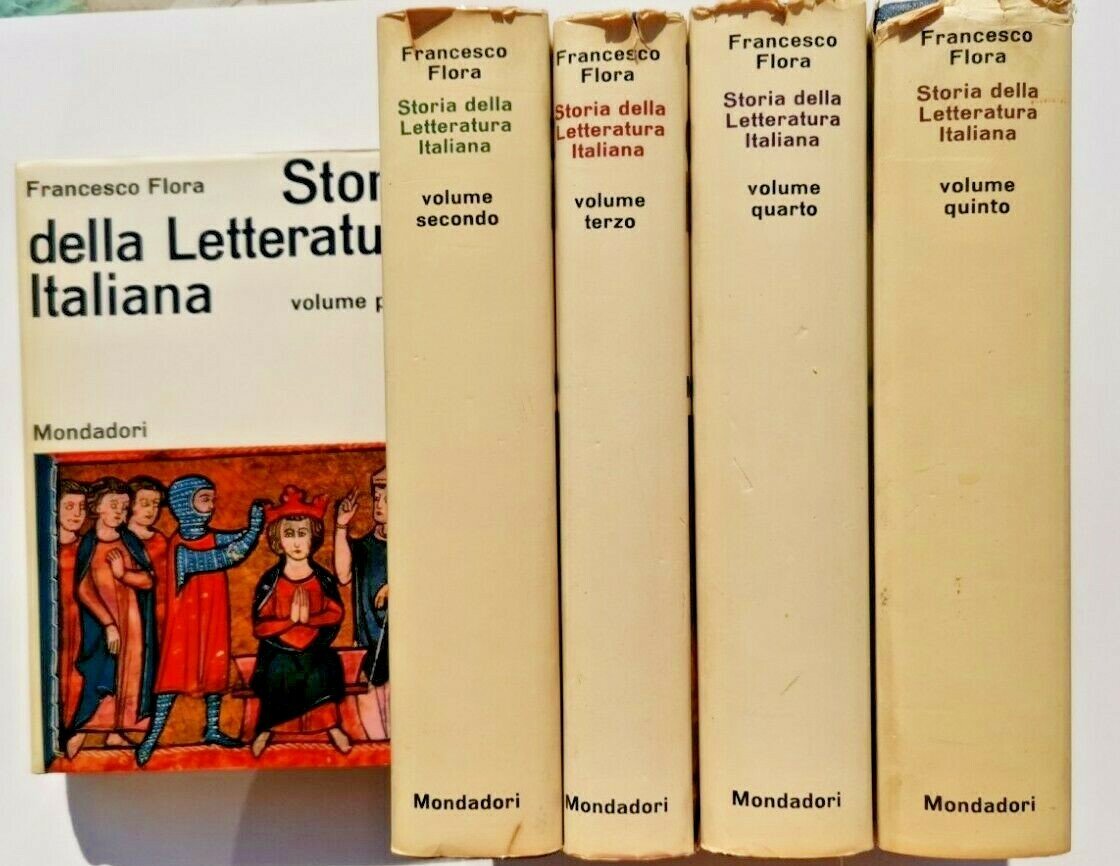 Francesco Flora
Stor
della Letteratu
Italiana
volume p
Mondadori
Francesco
Flora
Storia della
Letteratura
Italiana
volume
secondo
Mondadori
Francesco
Flora
Storia della
Letteratura
Italiana
volume
terzo
Mondadori
Francesco
Flora
Storia della
Letteratura
Italiana
volume
quarto
Mondadori
Francesco
Flora
Storia della
Letteratura
Italiana
volume
quinto
Mondadori